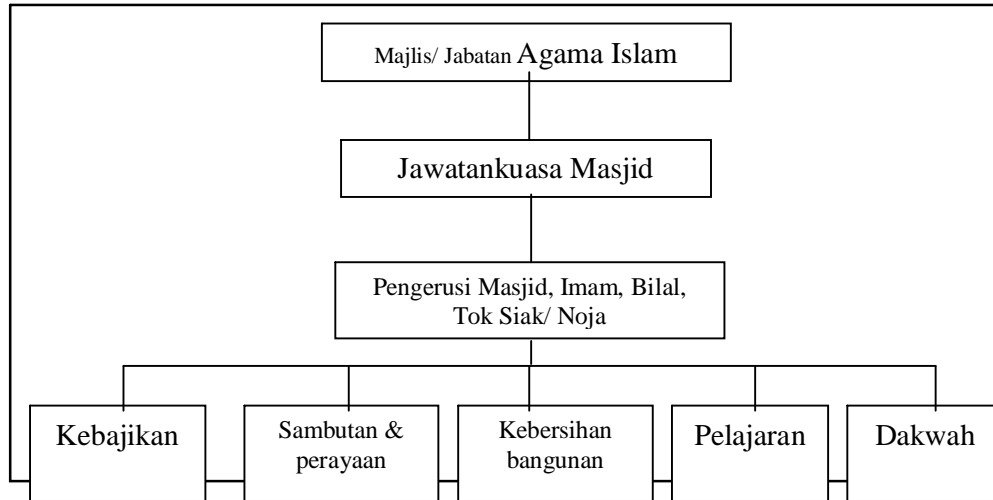 Majlis/ Jabatan Agama Islam
Jawatankuasa Masjid
Pengerusi Masjid, Imam, Bilal,
Tok Siak/ Noja
Kebajikan
Sambutan &
perayaan
Kebersihan
bangunan
Pelajaran
Dakwah